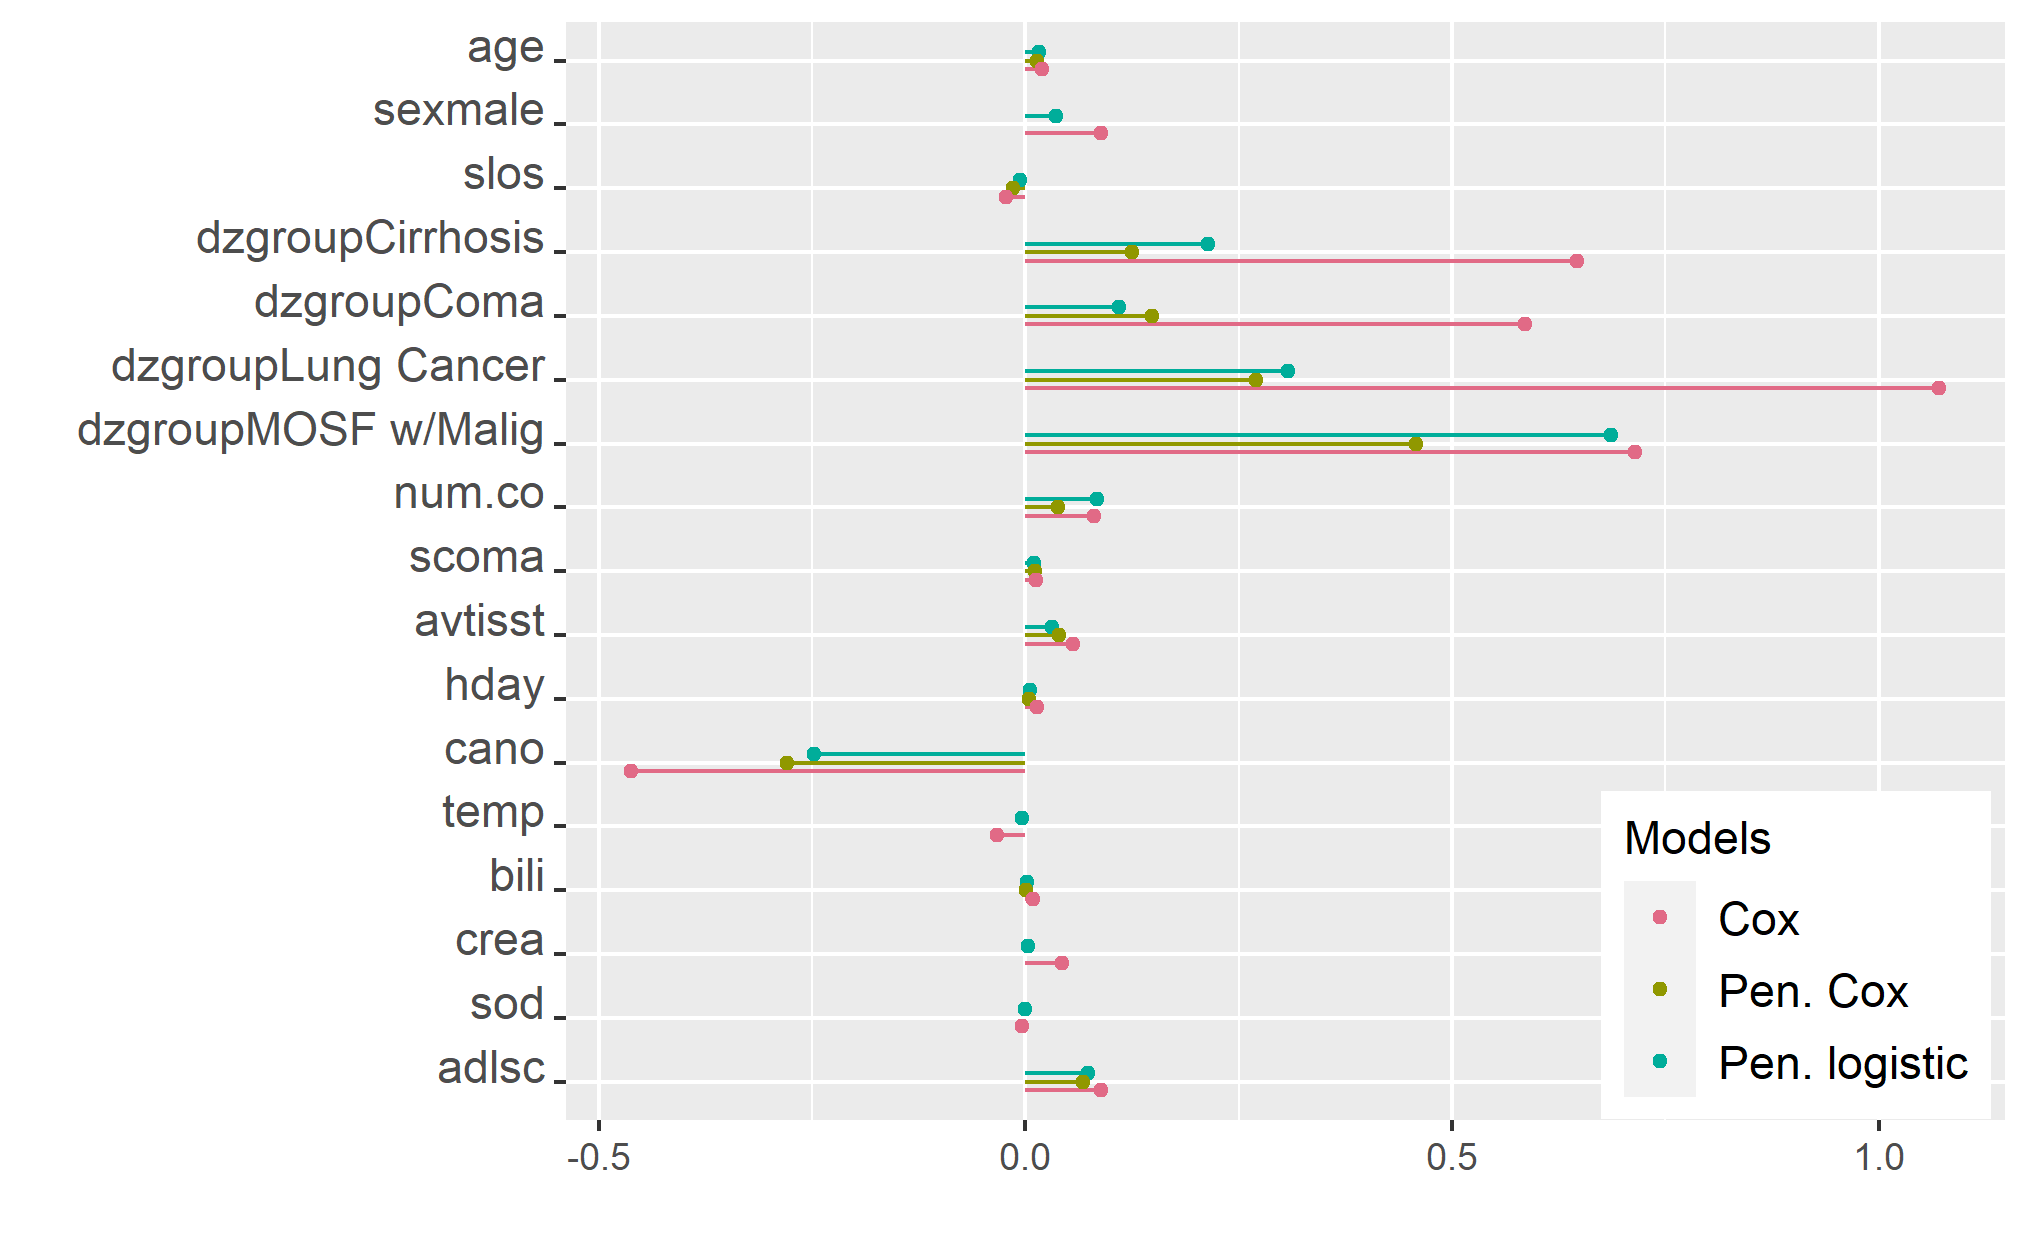 age
sexmale
slos
dzgroupCirrhosis
dzgroupComa
dzgroupLung Cancer
dzgroupMOSF w/Malig
num.co
scoma
avtisst
hday
cano
temp
bili
crea
sod
adlsc
Models
Cox
Pen. Cox
Pen. logistic
-0.5 0.0 0.5 1.0